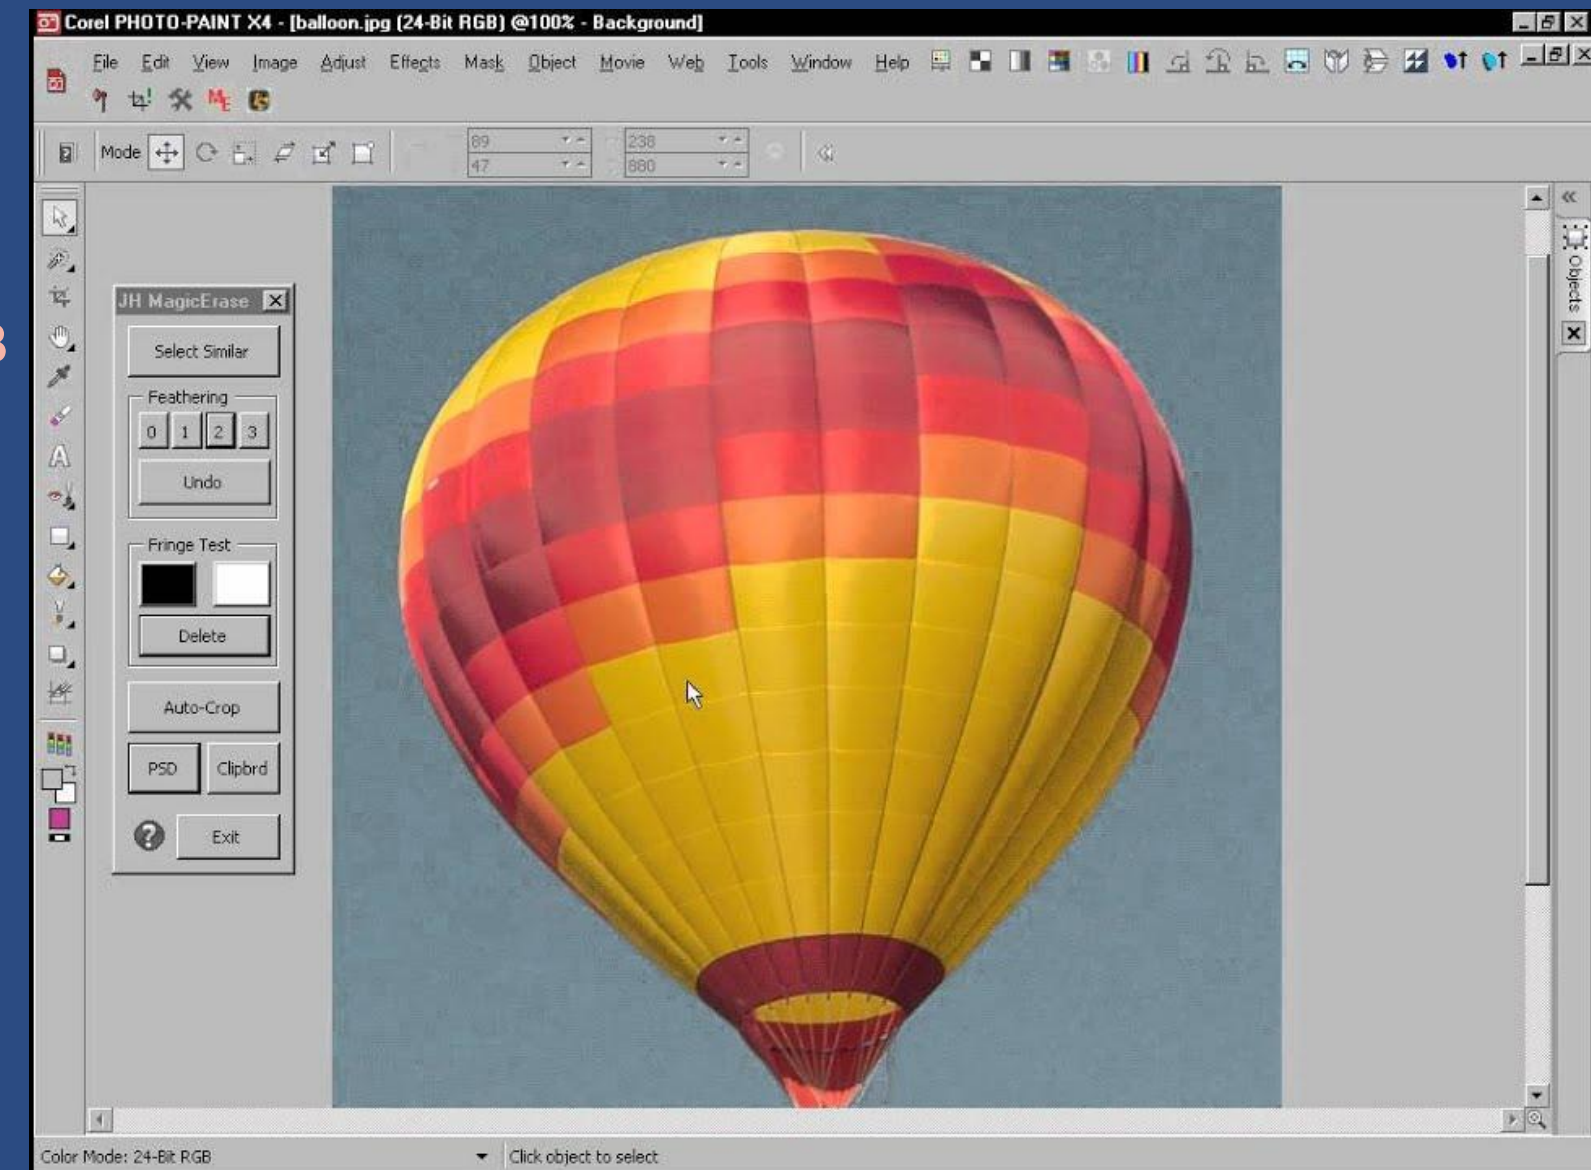 Corel PHOTO-PAINT X4 - [balloon.jpg (24-Bit RGB) @100% - Background]
File Edit View Image Adjust Effects Mask Object Movie Web Tools Window Help
ME
Mode 89 238
47 880
JH MagicErase
Select Similar
Feathering
0 1 2 3
Undo
Fringe Test
Delete
Auto-Crop
PSD Clipbrd
? Exit
Objects
Color Mode: 24-Bit RGB Click object to select